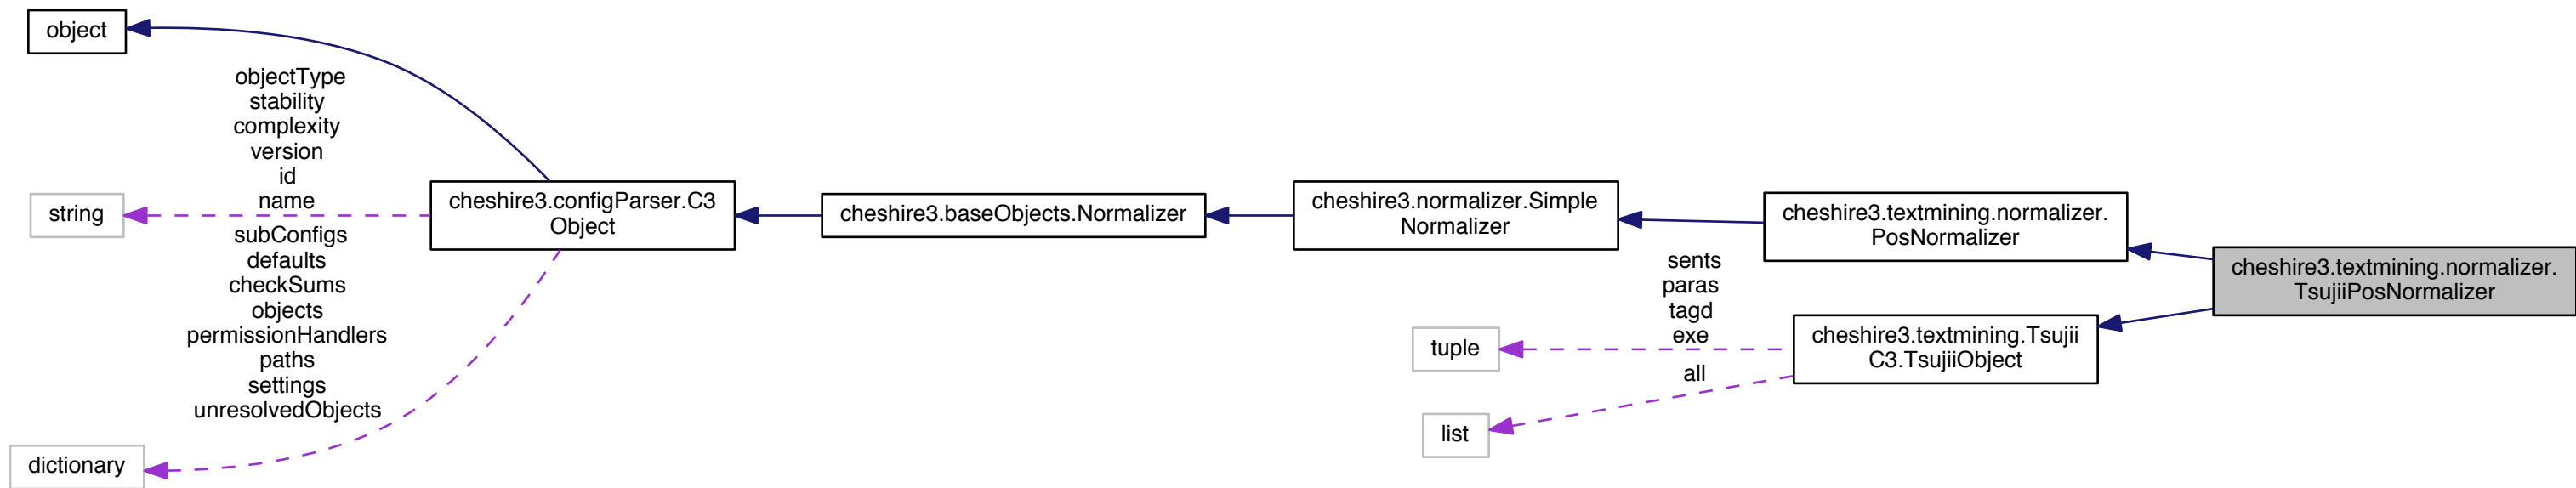 object
objectType
stability
complexity
version
id
name
string
cheshire3.configParser.C3
Object
subConfigs
defaults
checkSums
objects
permissionHandlers
paths
settings
unresolvedObjects
dictionary
cheshire3.baseObjects.Normalizer
cheshire3.normalizer.Simple
Normalizer
cheshire3.textmining.normalizer.
PosNormalizer
sents
paras
tagd
exe
tuple
all
list
cheshire3.textmining.Tsujii
C3.TsujiiObject
cheshire3.textmining.normalizer.
TsujiiPosNormalizer